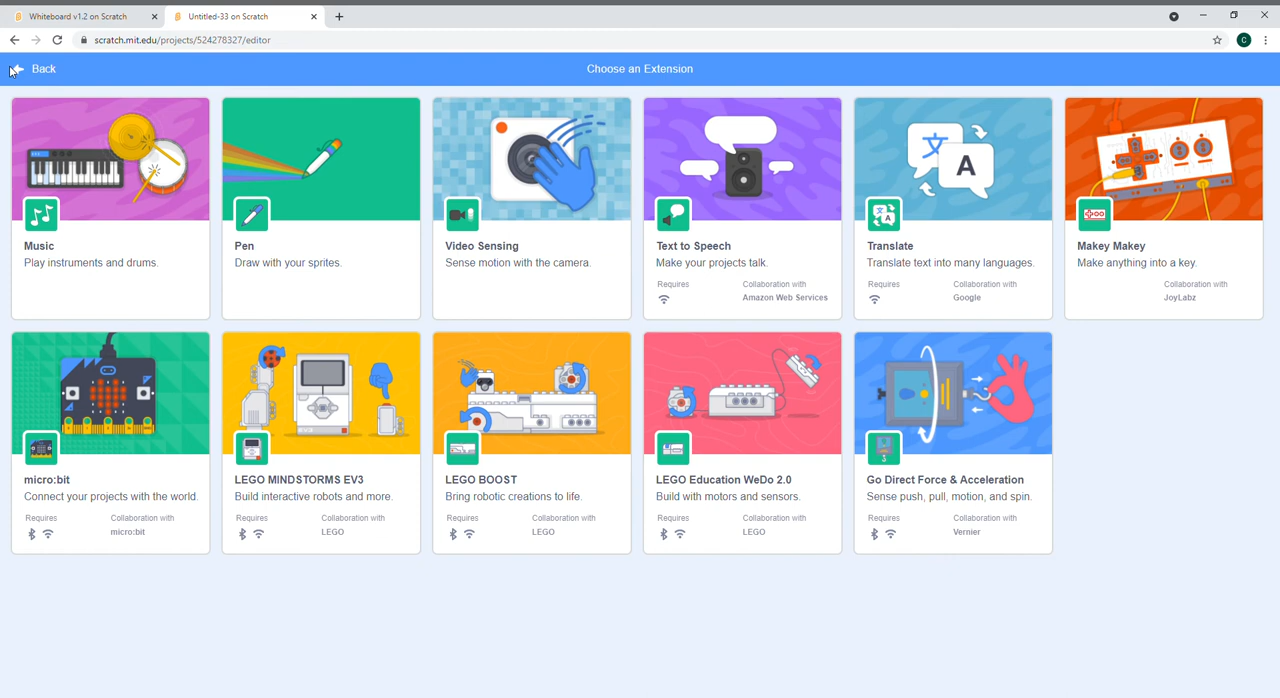 Whiteboard v1.2 on Scratch
Untitled-33 on Scratch
scratch.mit.edu/projects/524278327/editor
C
Back
Choose an Extension
Music
Play instruments and drums.
Pen
Draw with your sprites.
Video Sensing
Sense motion with the camera.
Text to Speech
Make your projects talk.
Requires
Collaboration with
Amazon Web Services
文 A
Translate
Translate text into many languages.
Requires
Collaboration with
Google
Makey Makey
Make anything into a key.
Collaboration with
JoyLabz
micro:bit
Connect your projects with the world.
Requires
Collaboration with
micro:bit
LEGO MINDSTORMS EV3
Build interactive robots and more.
Requires
Collaboration with
LEGO
LEGO BOOST
Bring robotic creations to life.
Requires
Collaboration with
LEGO
LEGO Education WeDo 2.0
Build with motors and sensors.
Requires
Collaboration with
LEGO
Go Direct Force & Acceleration
Sense push, pull, motion, and spin.
Requires
Collaboration with
Vernier